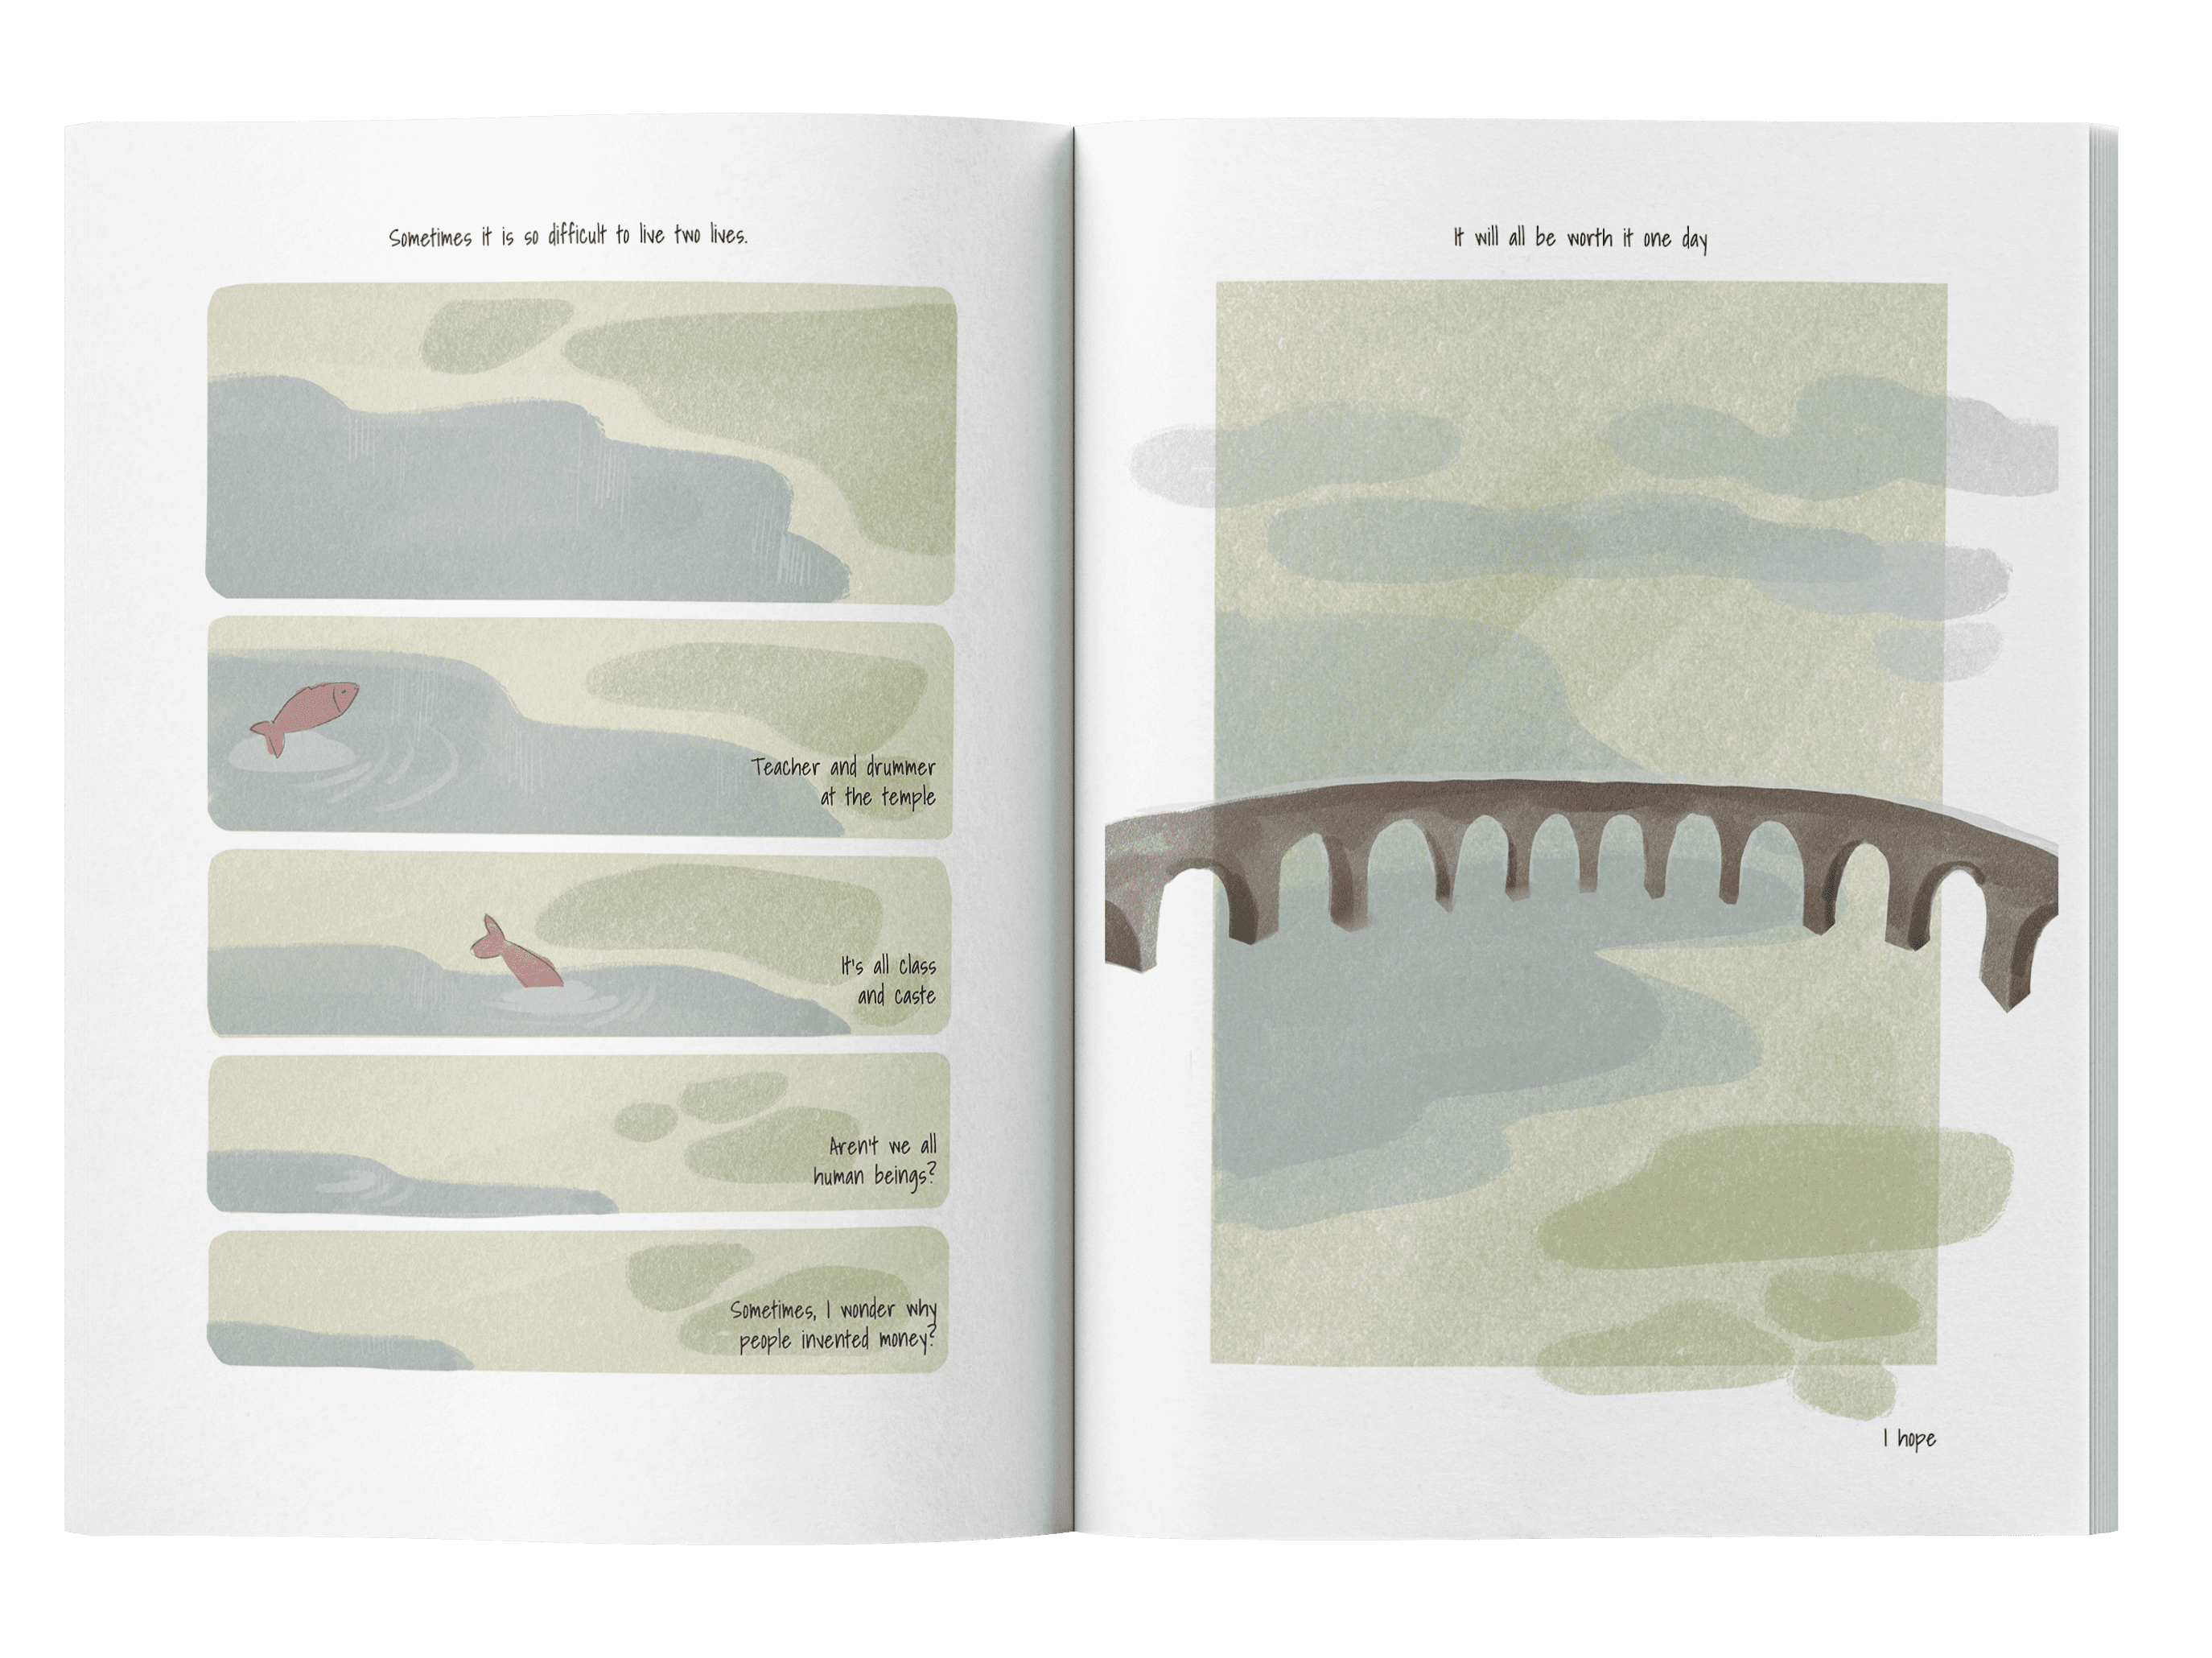 Sometimes it is so difficult to live two lives.
Teacher and drummer
at the temple
It's all class
and caste
Aren't we all
human beings?
Sometimes, I wonder why
people invented money?
It will all be worth it one day
I hope